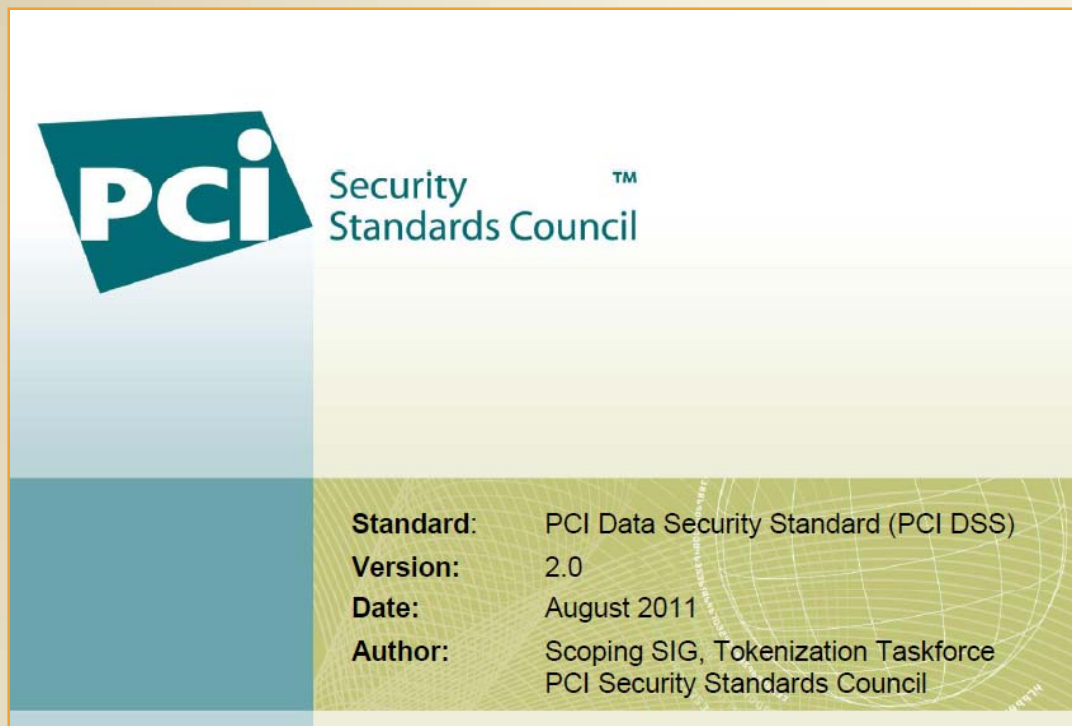 PCi
Security ™
Standards Council
Standard: PCI Data Security Standard (PCI DSS)
Version: 2.0
Date: August 2011
Author: Scoping SIG, Tokenization Taskforce
PCI Security Standards Council